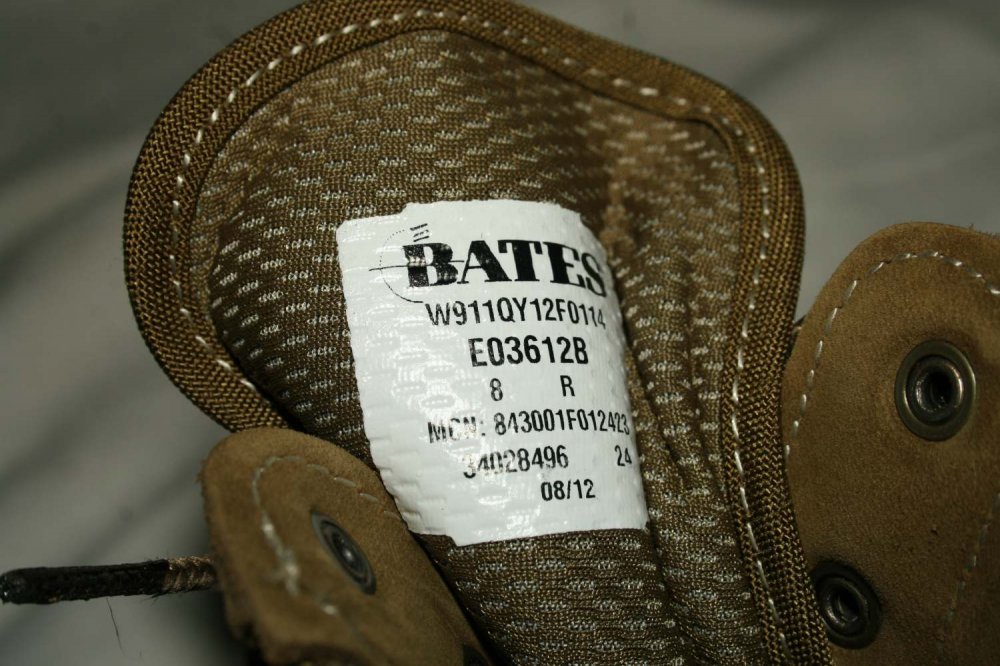 BATES
W911QY12F0114
E03612B
8 R
MCN: 843001F012423
34028496 24
08/12